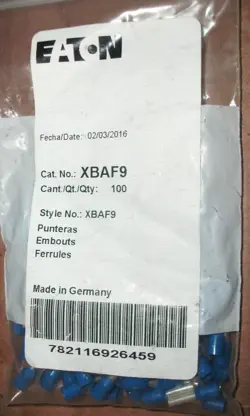 EATON
Fecha/Date: 02/03/2016
Cat. No.: XBAF9
Cant./Qt./Qty: 100
Style No.: XBAF9
Punteras
Embouts
Ferrules
Made in Germany
782116926459